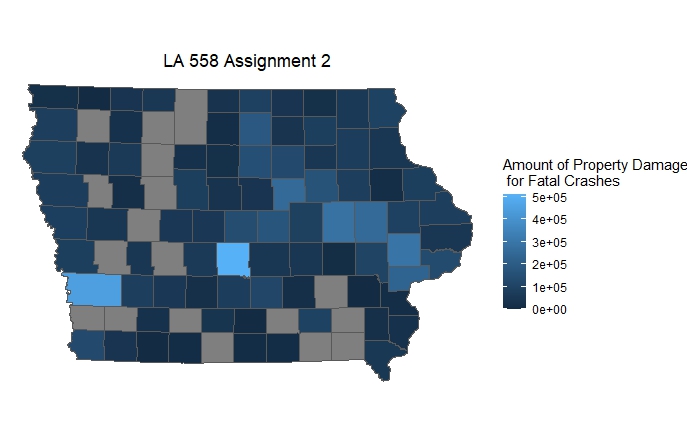 LA 558 Assignment 2
Amount of Property Damage
for Fatal Crashes
5e+05
4e+05
3e+05
2e+05
1e+05
0e+00